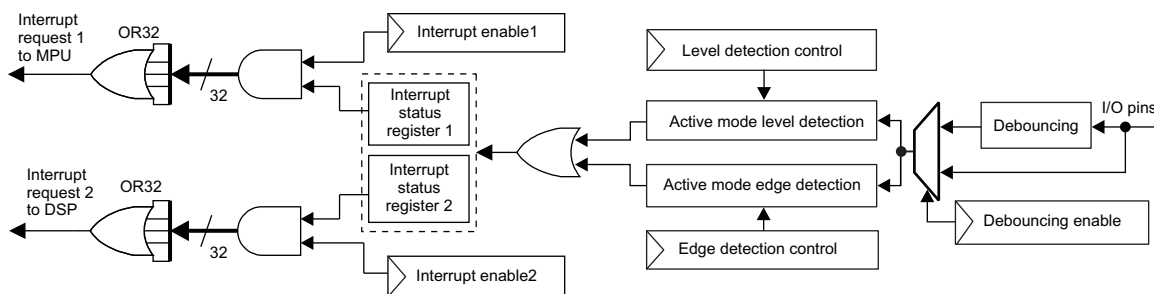 Interrupt
request 1
to MPU
OR32
32
Interrupt enable1
Interrupt
status
register 1
Level detection control
Active mode level detection
Debouncing
I/O pins
Interrupt
request 2
to DSP
OR32
32
Interrupt
status
register 2
Interrupt enable2
Active mode edge detection
Edge detection control
Debouncing enable